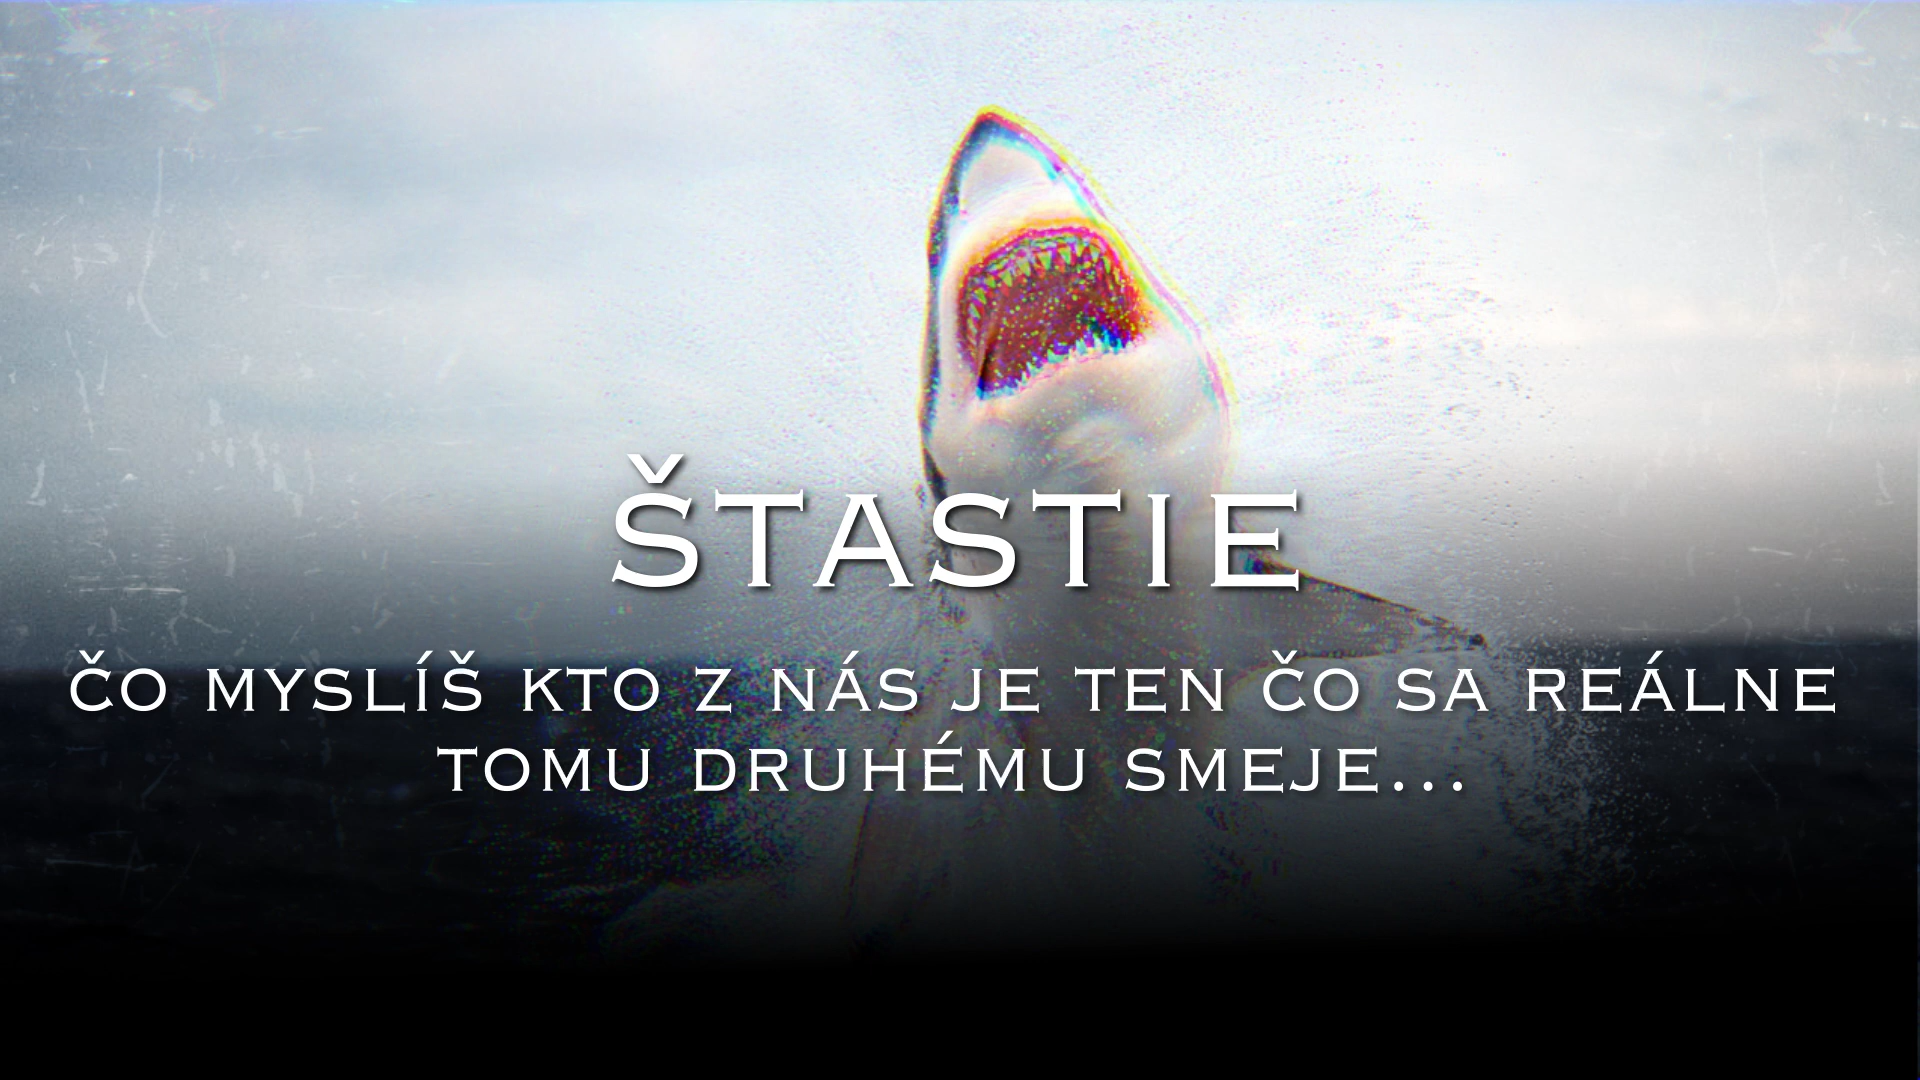 ŠTASTIE
ČO MYSLÍŠ KTO Z NÁS JE TEN ČO SA REÁLNE
TOMU DRUHÉMU SMEJE...